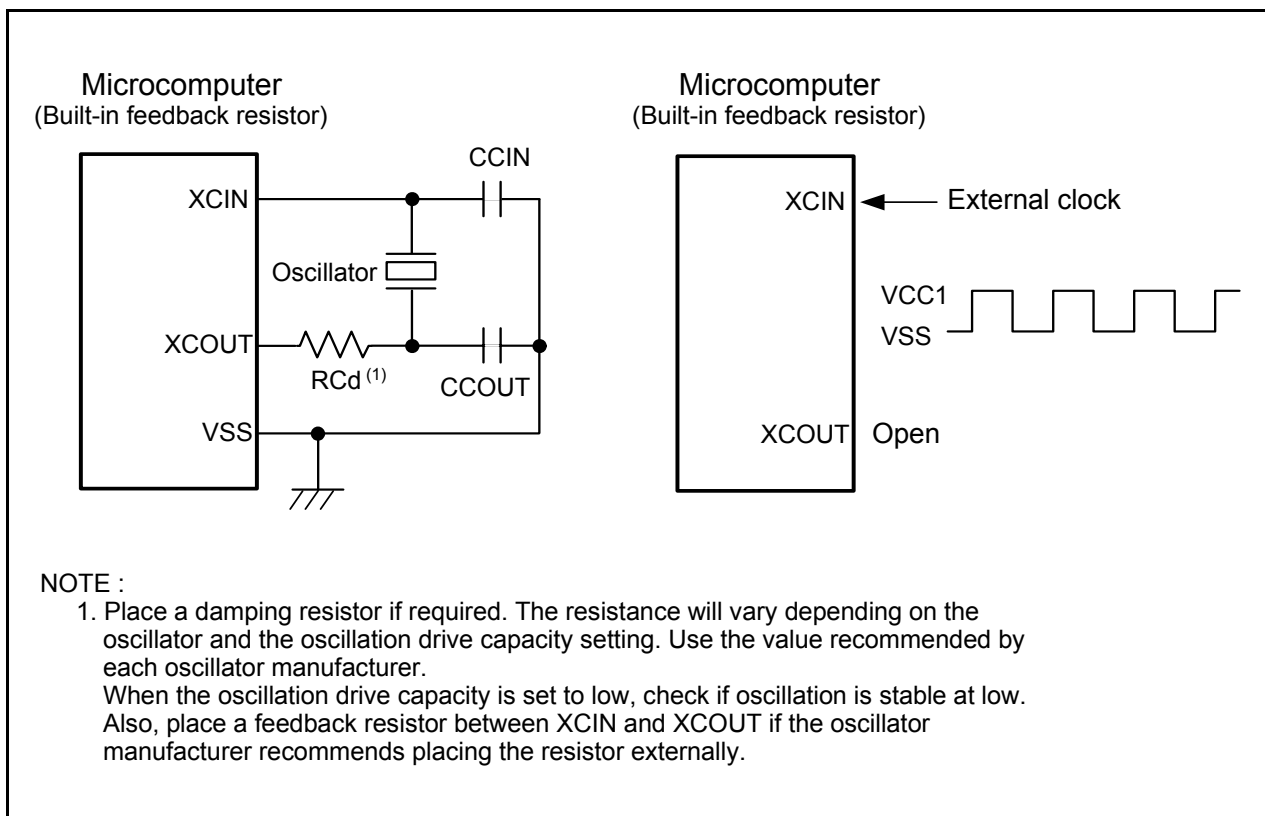 Microcomputer
(Built-in feedback resistor)
CCIN
XCIN
Oscillator
XCOUT
RCd (1)
CCOUT
VSS
Microcomputer
(Built-in feedback resistor)
XCIN
External clock
VCC1
VSS
XCOUT
Open
NOTE :
1. Place a damping resistor if required. The resistance will vary depending on the
oscillator and the oscillation drive capacity setting. Use the value recommended by
each oscillator manufacturer.
When the oscillation drive capacity is set to low, check if oscillation is stable at low.
Also, place a feedback resistor between XCIN and XCOUT if the oscillator
manufacturer recommends placing the resistor externally.